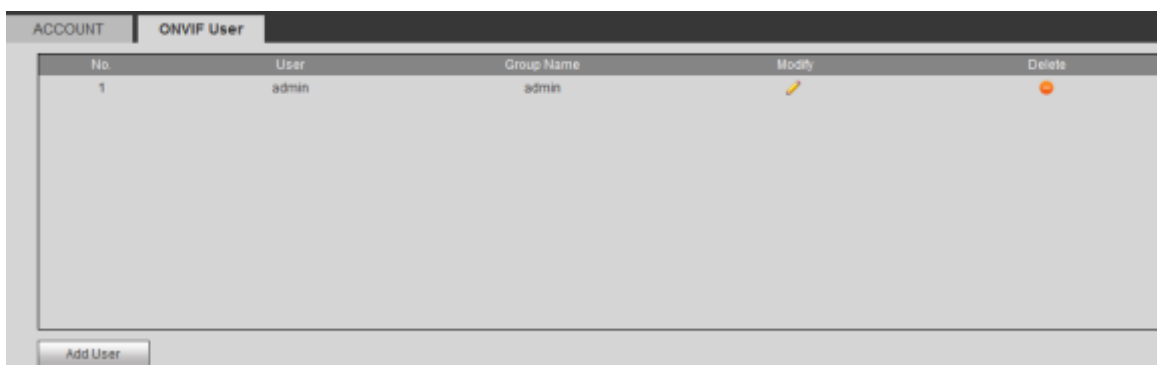 ACCOUNT ONVIF User
No. User Group Name Modify Delete
1 admin admin
Add User